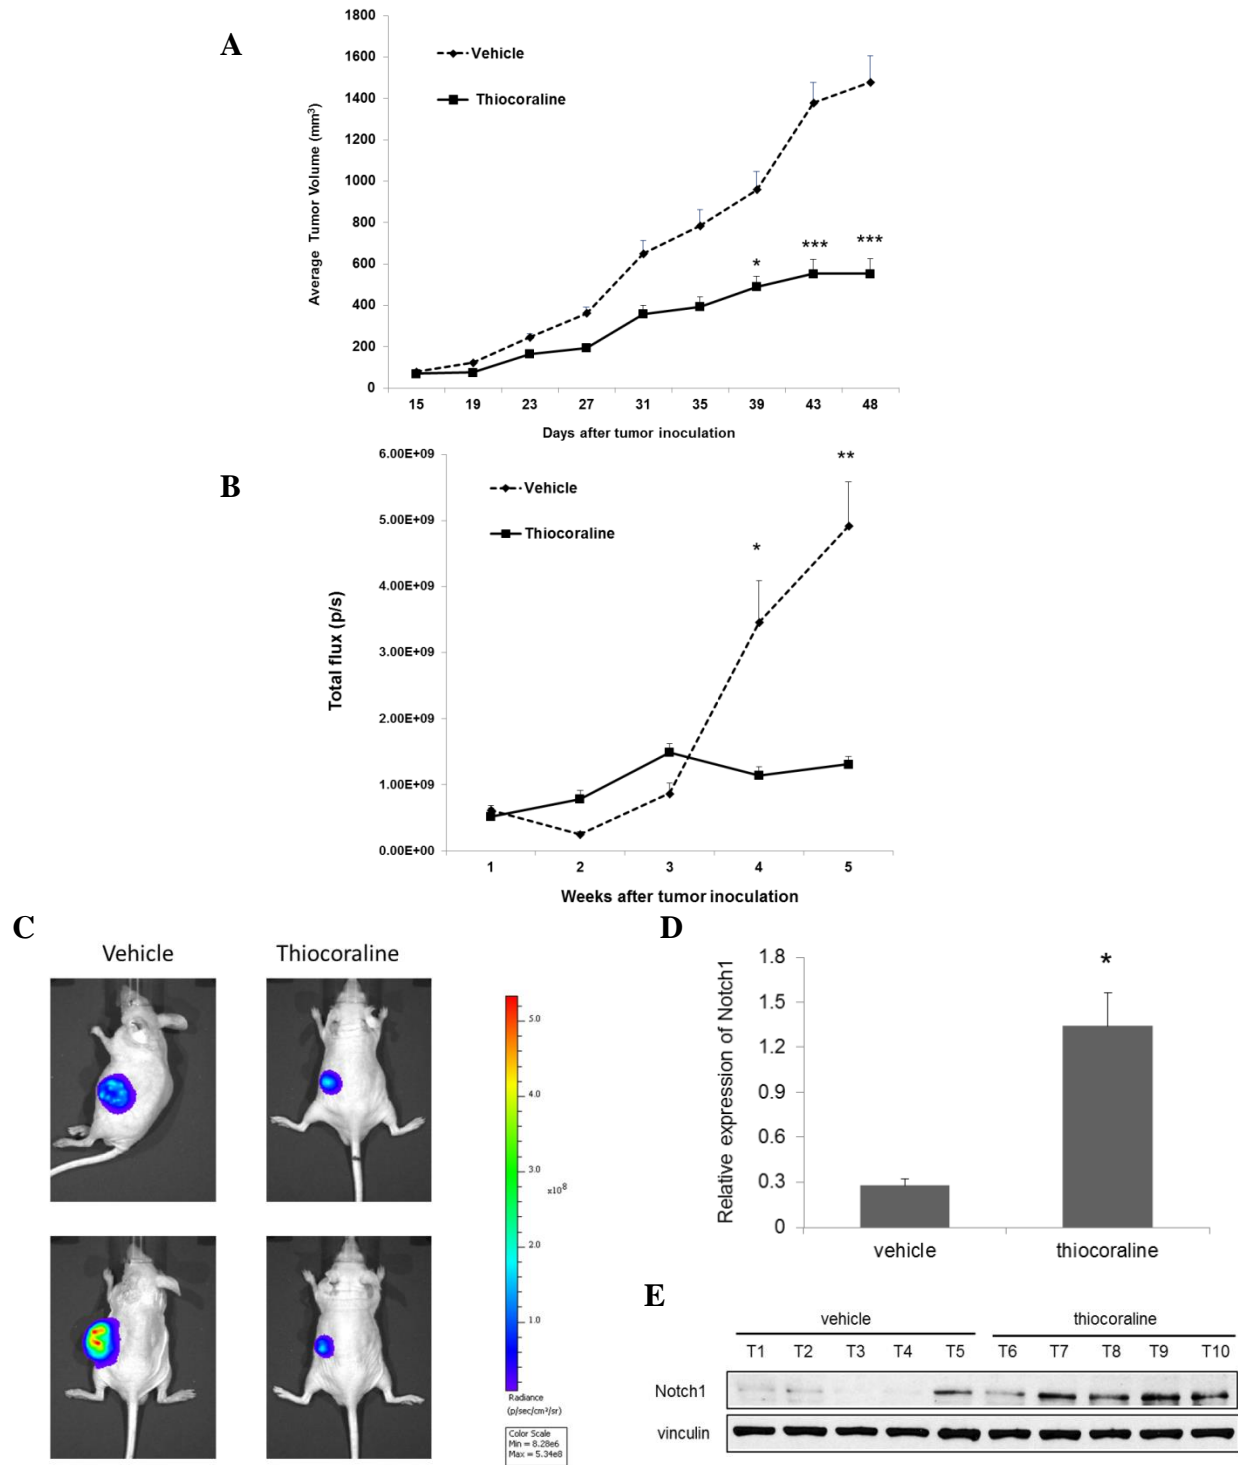 A
1800
1600
1400
1200
1000
800
600
400
200
0
Average Tumor Volume (mm³)
Vehicle
Thiocoraline
*
***
***
15 19 23 27 31 35 39 43 48
Days after tumor inoculation
B
6.00E+09
5.00E+09
4.00E+09
3.00E+09
2.00E+09
1.00E+09
0.00E+00
Total flux (p/s)
Vehicle
Thiocoraline
*
**
1 2 3 4 5
Weeks after tumor inoculation
C
Vehicle Thiocoraline
5.0
4.0
3.0
x10⁸
2.0
1.0
Radiance
(p/sec/cm²/sr)
Color Scale
Min = 8.28e6
Max = 5.34e8
D
1.8
1.5
1.2
0.9
0.6
0.3
0
Relative expression of Notch1
*
vehicle thiocoraline
E
vehicle thiocoraline
T1 T2 T3 T4 T5 T6 T7 T8 T9 T10
Notch1
vinculin